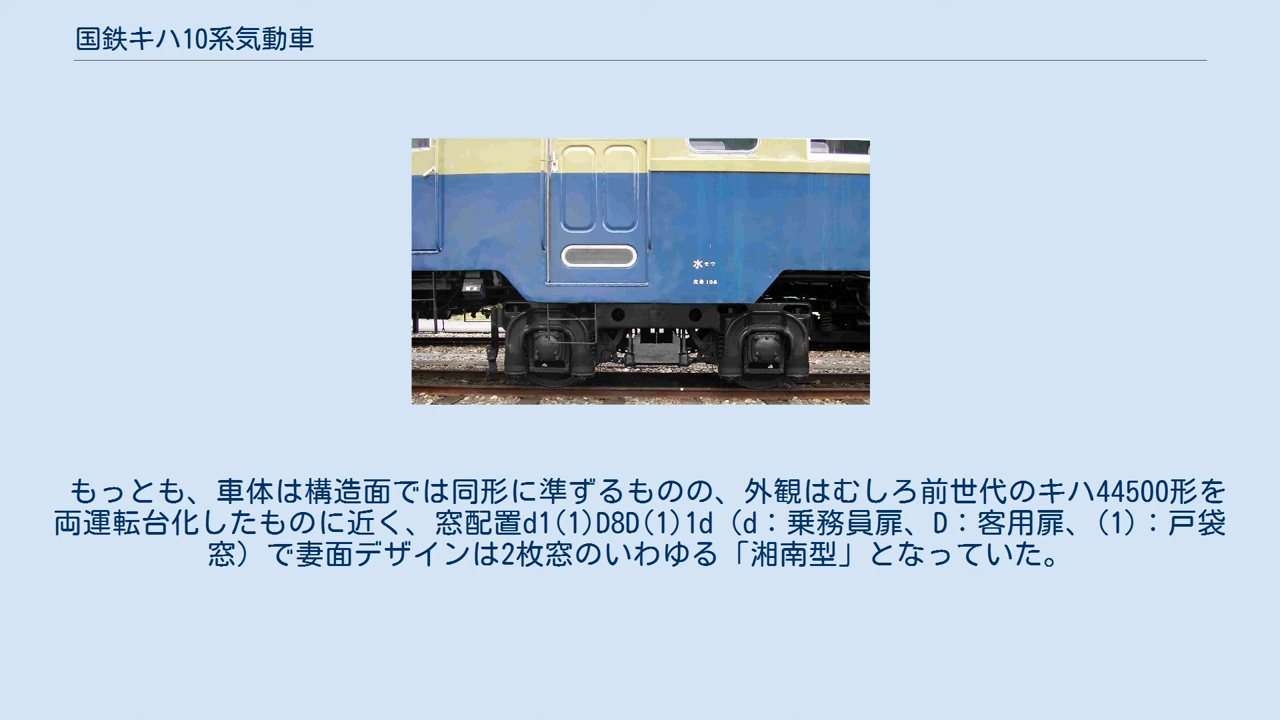 国鉄キハ10系気動車
水モウ
もっとも、車体は構造面では同形に準ずるものの、外観はむしろ前世代のキハ44500形を
両運転台化したものに近く、窓配置d1(1)D8D(1)1d（d：乗務員扉、D：客用扉、(1)：戸袋
窓）で妻面デザインは2枚窓のいわゆる「湘南型」となっていた。